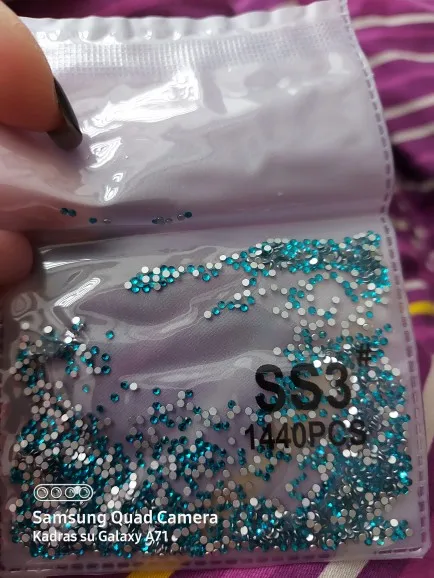 SS3#
1440PCS
Samsung Quad Camera
Kadras su Galaxy A71